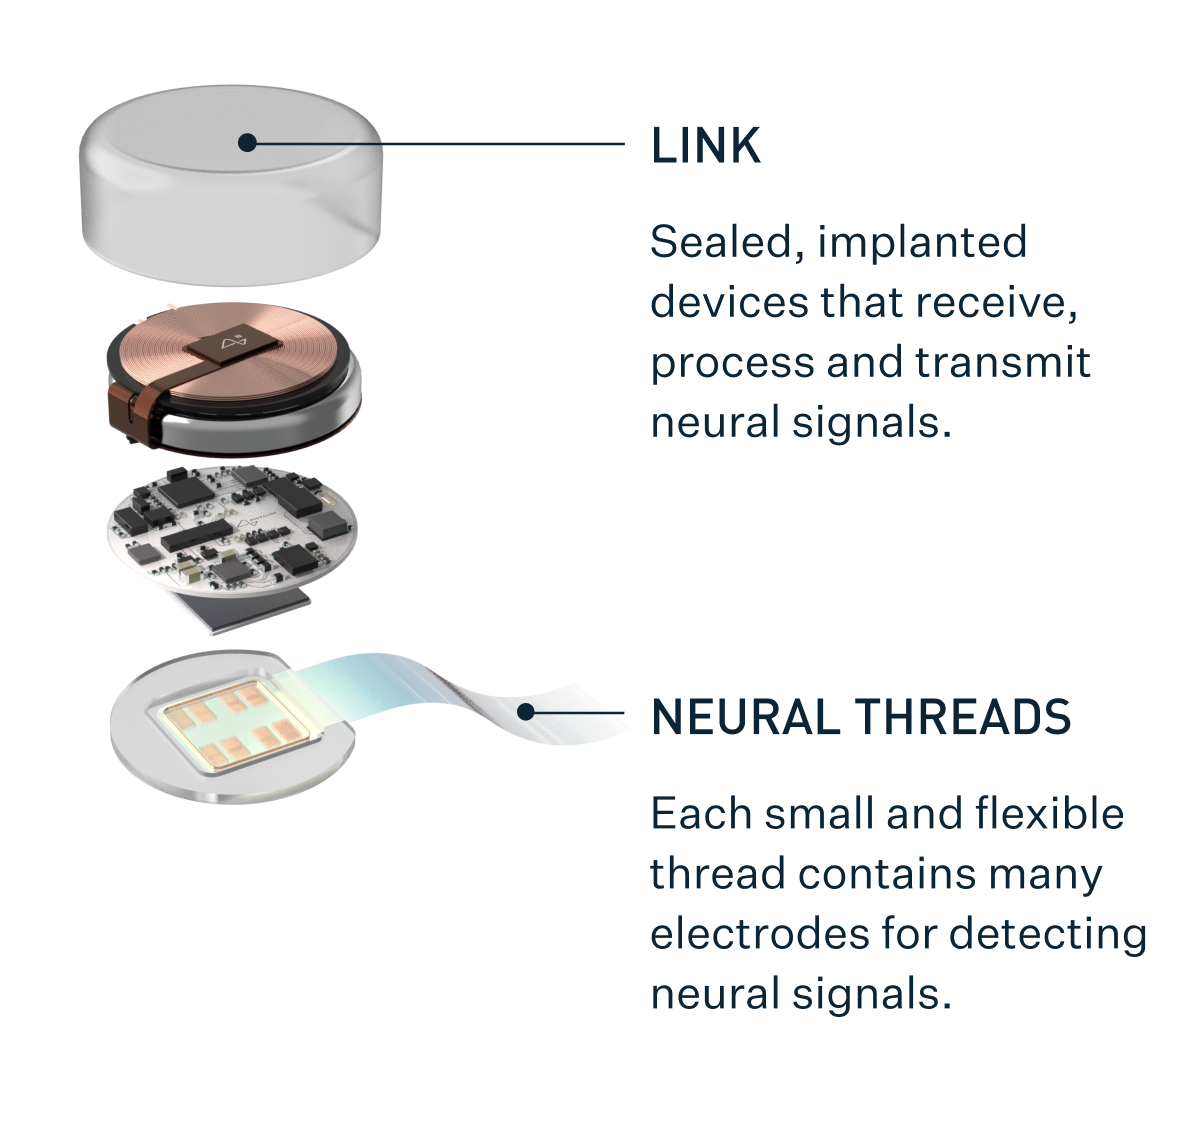 LINK
Sealed, implanted
devices that receive,
process and transmit
neural signals.
NEURAL THREADS
Each small and flexible
thread contains many
electrodes for detecting
neural signals.